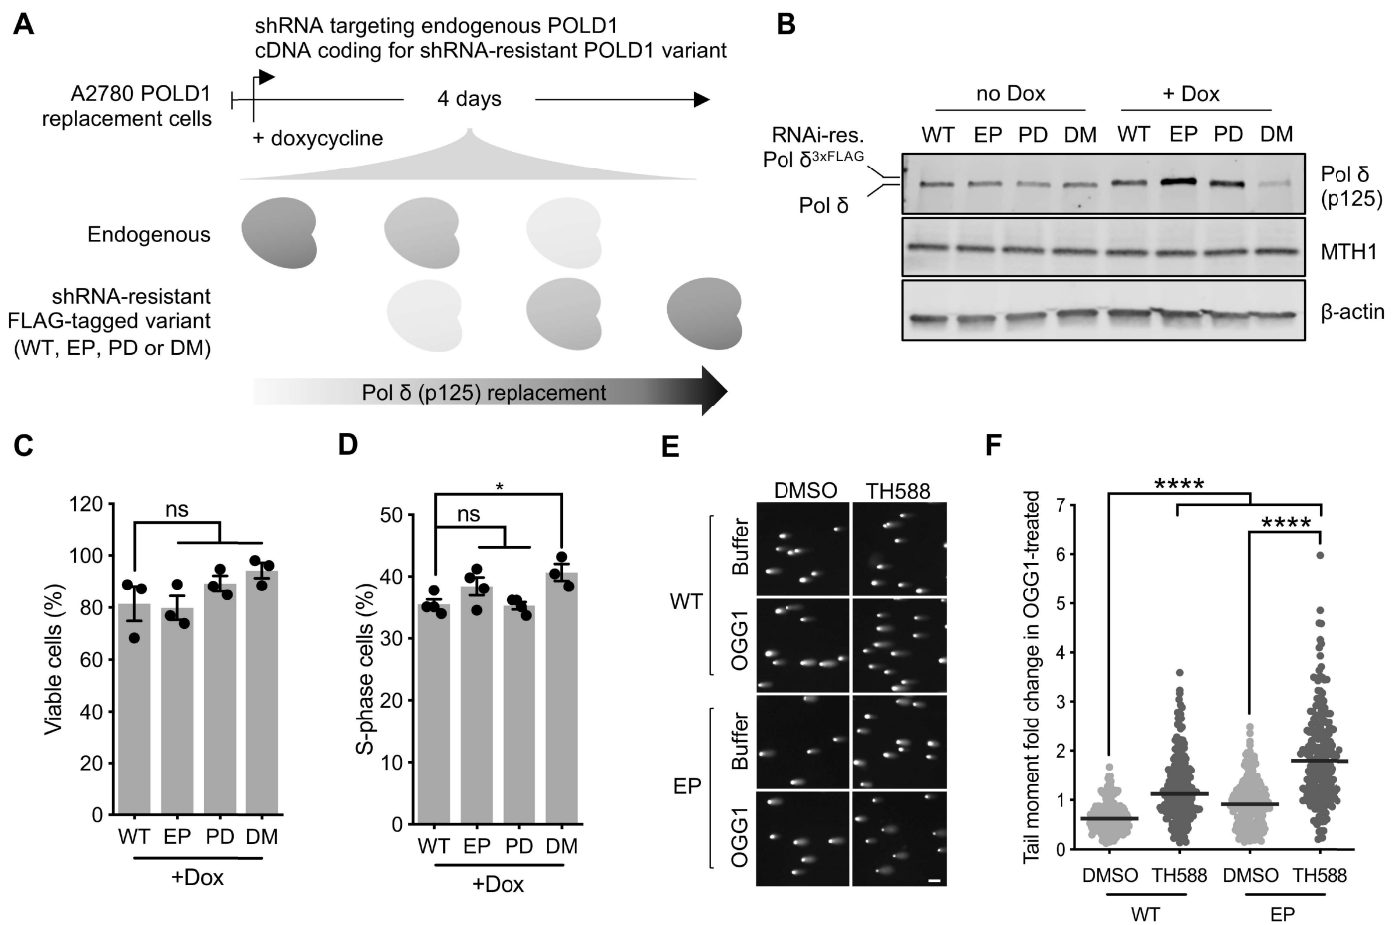 A
shRNA targeting endogenous POLD1
cDNA coding for shRNA-resistant POLD1 variant
A2780 POLD1
replacement cells
4 days
+ doxycycline
Endogenous
shRNA-resistant
FLAG-tagged variant
(WT, EP, PD or DM)
Pol δ (p125) replacement
B
no Dox
+ Dox
RNAi-res.
WT EP PD DM WT EP PD DM
Pol δ3xFLAG
Pol δ
Pol δ
(p125)
MTH1
β-actin
C
Viable cells (%)
120
100
80
60
40
20
0
ns
WT EP PD DM
+Dox
D
S-phase cells (%)
50
40
30
20
10
0
*
ns
WT EP PD DM
+Dox
E
DMSO TH588
WT
Buffer
OGG1
EP
Buffer
OGG1
F
Tail moment fold change in OGG1-treated
7
6
5
4
3
2
1
0
****
****
DMSO TH588 DMSO TH588
WT EP